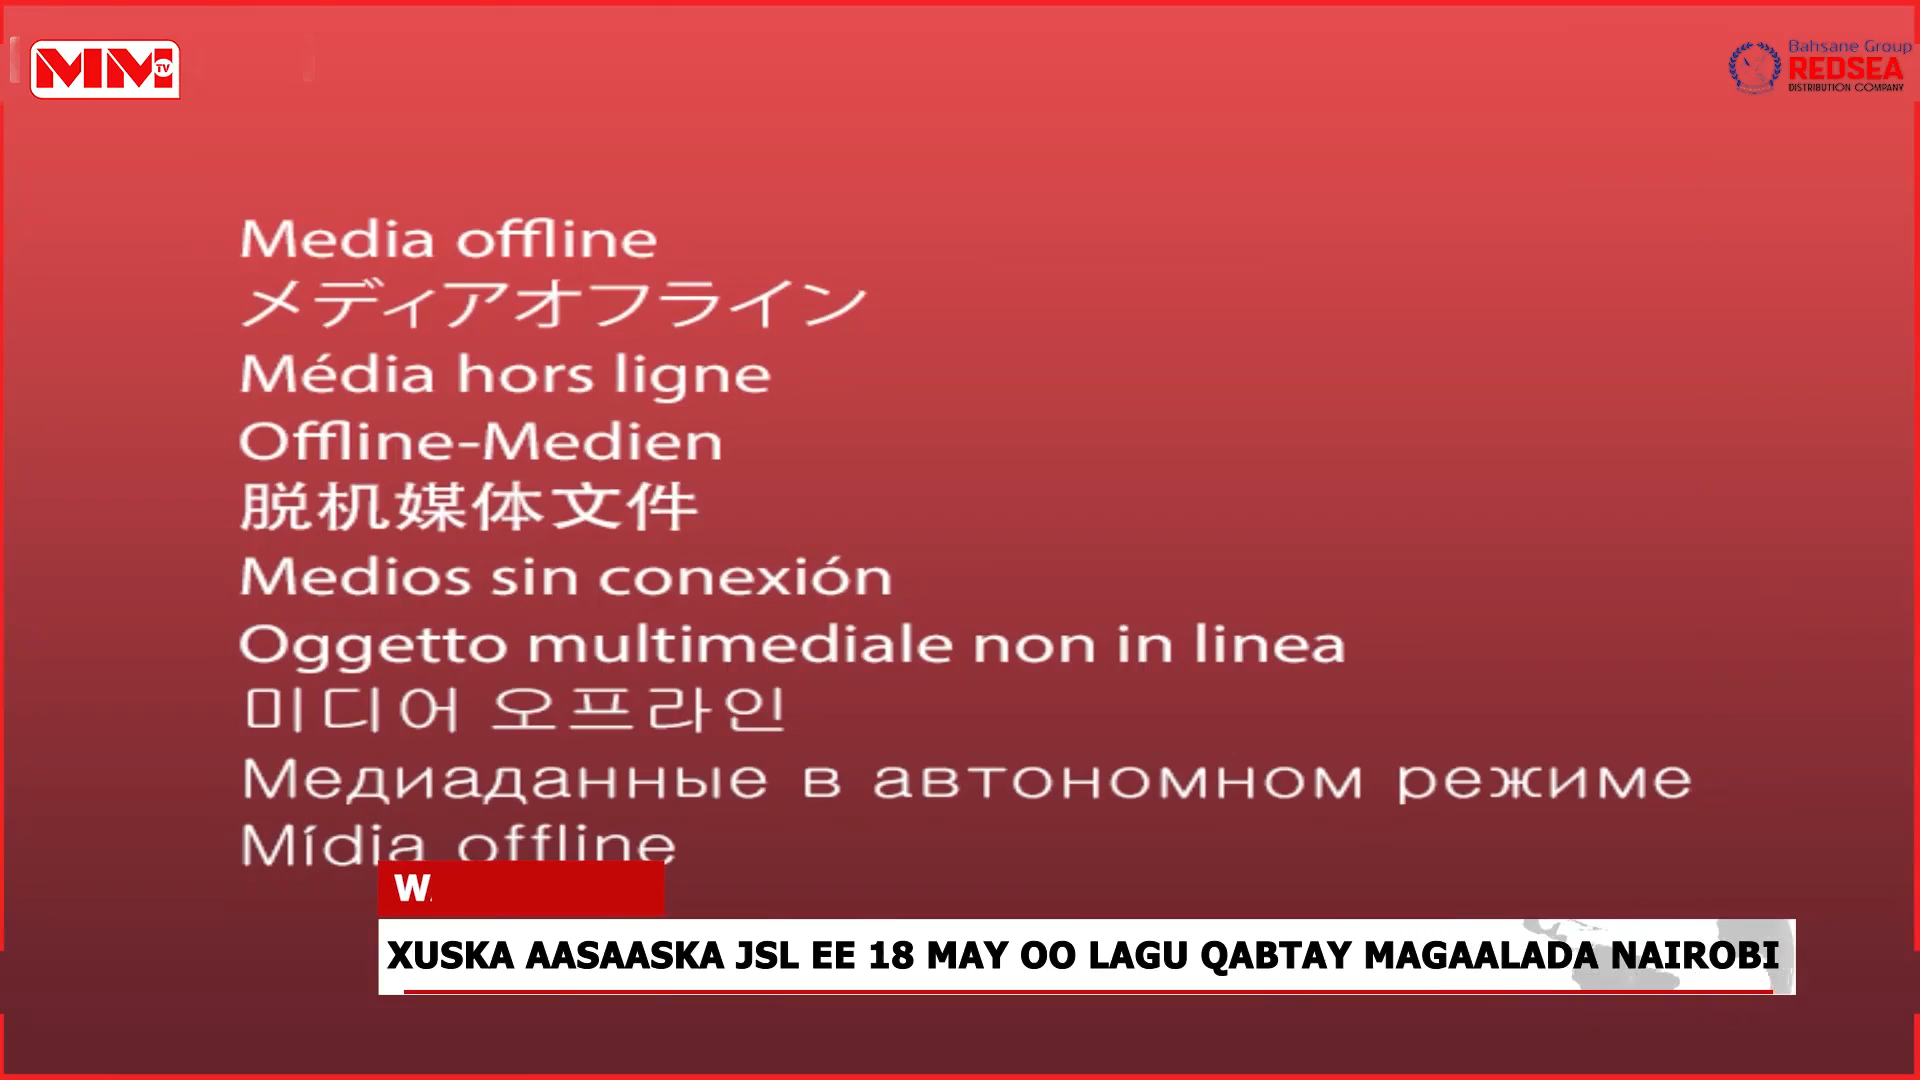 MM TV
Bahsane Group
REDSEA
DISTRIBUTION COMPANY
Media offline
メディアオフライン
Média hors ligne
Offline-Medien
脱机媒体文件
Medios sin conexión
Oggetto multimediale non in linea
미디어 오프라인
Медиаданные в автономном режиме
Mídia offline
W
XUSKA AASAASKA JSL EE 18 MAY OO LAGU QABTAY MAGAALADA NAIROBI